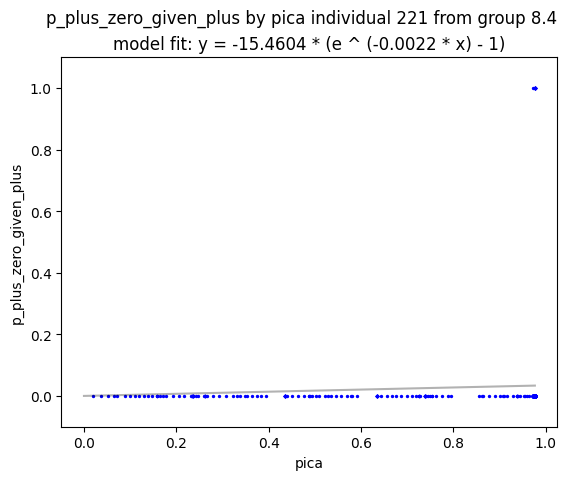 p_plus_zero_given_plus by pica individual 221 from group 8.4
model fit: y = -15.4604 * (e ^ (-0.0022 * x) - 1)
1.0
0.8
0.6
0.4
0.2
0.0
p_plus_zero_given_plus
0.0 0.2 0.4 0.6 0.8 1.0
pica